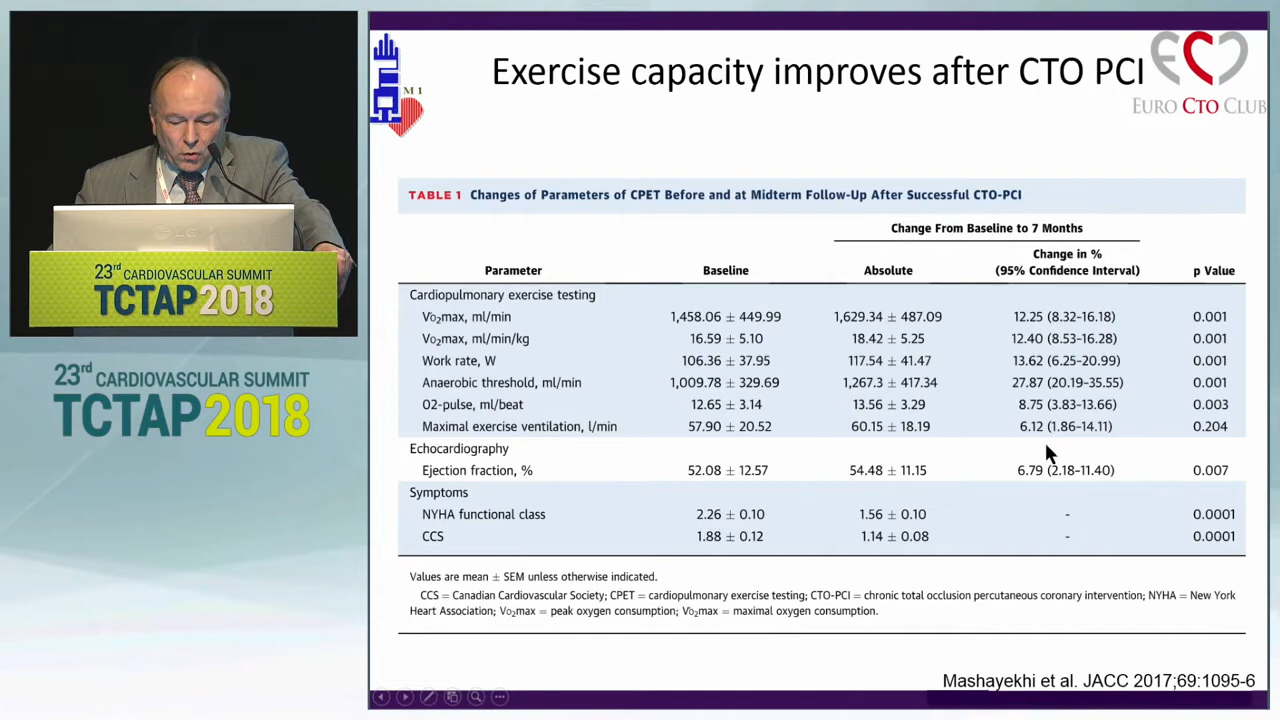 Exercise capacity improves after CTO PCI
M 1
EURO CTO CLUB
LG
23rd CARDIOVASCULAR SUMMIT
TCTAP 2018
23rd CARDIOVASCULAR SUMMIT
TCTAP 2018
TABLE 1 Changes of Parameters of CPET Before and at Midterm Follow-Up After Successful CTO-PCI
Change From Baseline to 7 Months
Parameter Baseline Absolute Change in % (95% Confidence Interval) p Value
Cardiopulmonary exercise testing
Vo2max, ml/min 1,458.06 ± 449.99 1,629.34 ± 487.09 12.25 (8.32–16.18) 0.001
Vo2max, ml/min/kg 16.59 ± 5.10 18.42 ± 5.25 12.40 (8.53–16.28) 0.001
Work rate, W 106.36 ± 37.95 117.54 ± 41.47 13.62 (6.25–20.99) 0.001
Anaerobic threshold, ml/min 1,009.78 ± 329.69 1,267.3 ± 417.34 27.87 (20.19–35.55) 0.001
O2-pulse, ml/beat 12.65 ± 3.14 13.56 ± 3.29 8.75 (3.83–13.66) 0.003
Maximal exercise ventilation, l/min 57.90 ± 20.52 60.15 ± 18.19 6.12 (1.86–14.11) 0.204
Echocardiography
Ejection fraction, % 52.08 ± 12.57 54.48 ± 11.15 6.79 (2.18–11.40) 0.007
Symptoms
NYHA functional class 2.26 ± 0.10 1.56 ± 0.10 - 0.0001
CCS 1.88 ± 0.12 1.14 ± 0.08 - 0.0001
Values are mean ± SEM unless otherwise indicated.
CCS = Canadian Cardiovascular Society; CPET = cardiopulmonary exercise testing; CTO-PCI = chronic total occlusion percutaneous coronary intervention; NYHA = New York
Heart Association; Vo2max = peak oxygen consumption; Vo2max = maximal oxygen consumption.
Mashayekhi et al. JACC 2017;69:1095-6